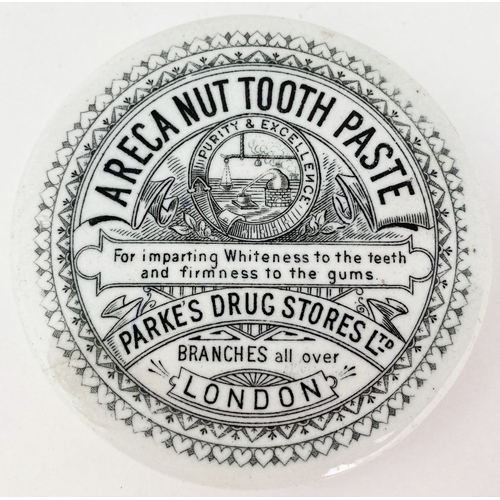 ARECA NUT TOOTH PASTE
PURITY & EXCELLENCE
For imparting Whiteness to the teeth
and firmness to the gums.
PARKE'S DRUG STORES LTD
BRANCHES all over
LONDON